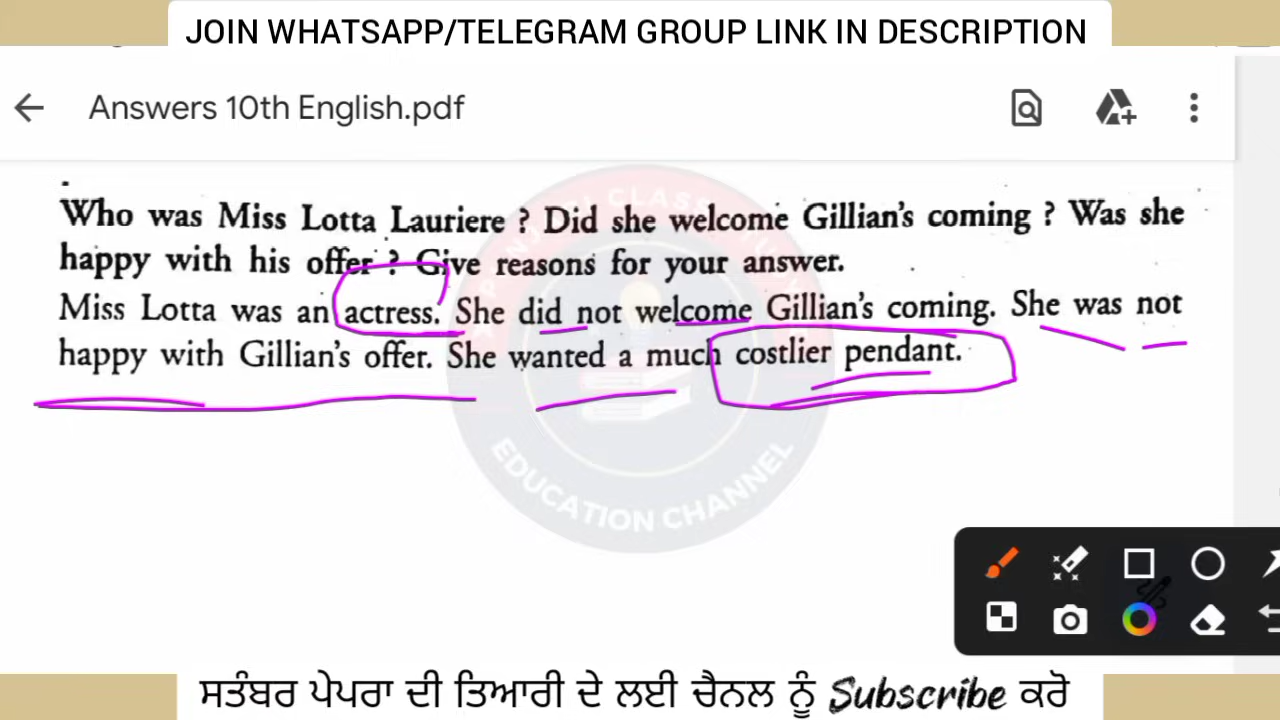 JOIN WHATSAPP/TELEGRAM GROUP LINK IN DESCRIPTION
Answers 10th English.pdf
Who was Miss Lotta Lauriere ? Did she welcome Gillian's coming ? Was she
happy with his offer ? Give reasons for your answer.
Miss Lotta was an actress. She did not welcome Gillian's coming. She was not
happy with Gillian's offer. She wanted a much costlier pendant.
EDUCATION CHANNEL
ਸਤੰਬਰ ਪੇਪਰਾ ਦੀ ਤਿਆਰੀ ਦੇ ਲਈ ਚੈਨਲ ਨੂੰ Subscribe ਕਰੋ